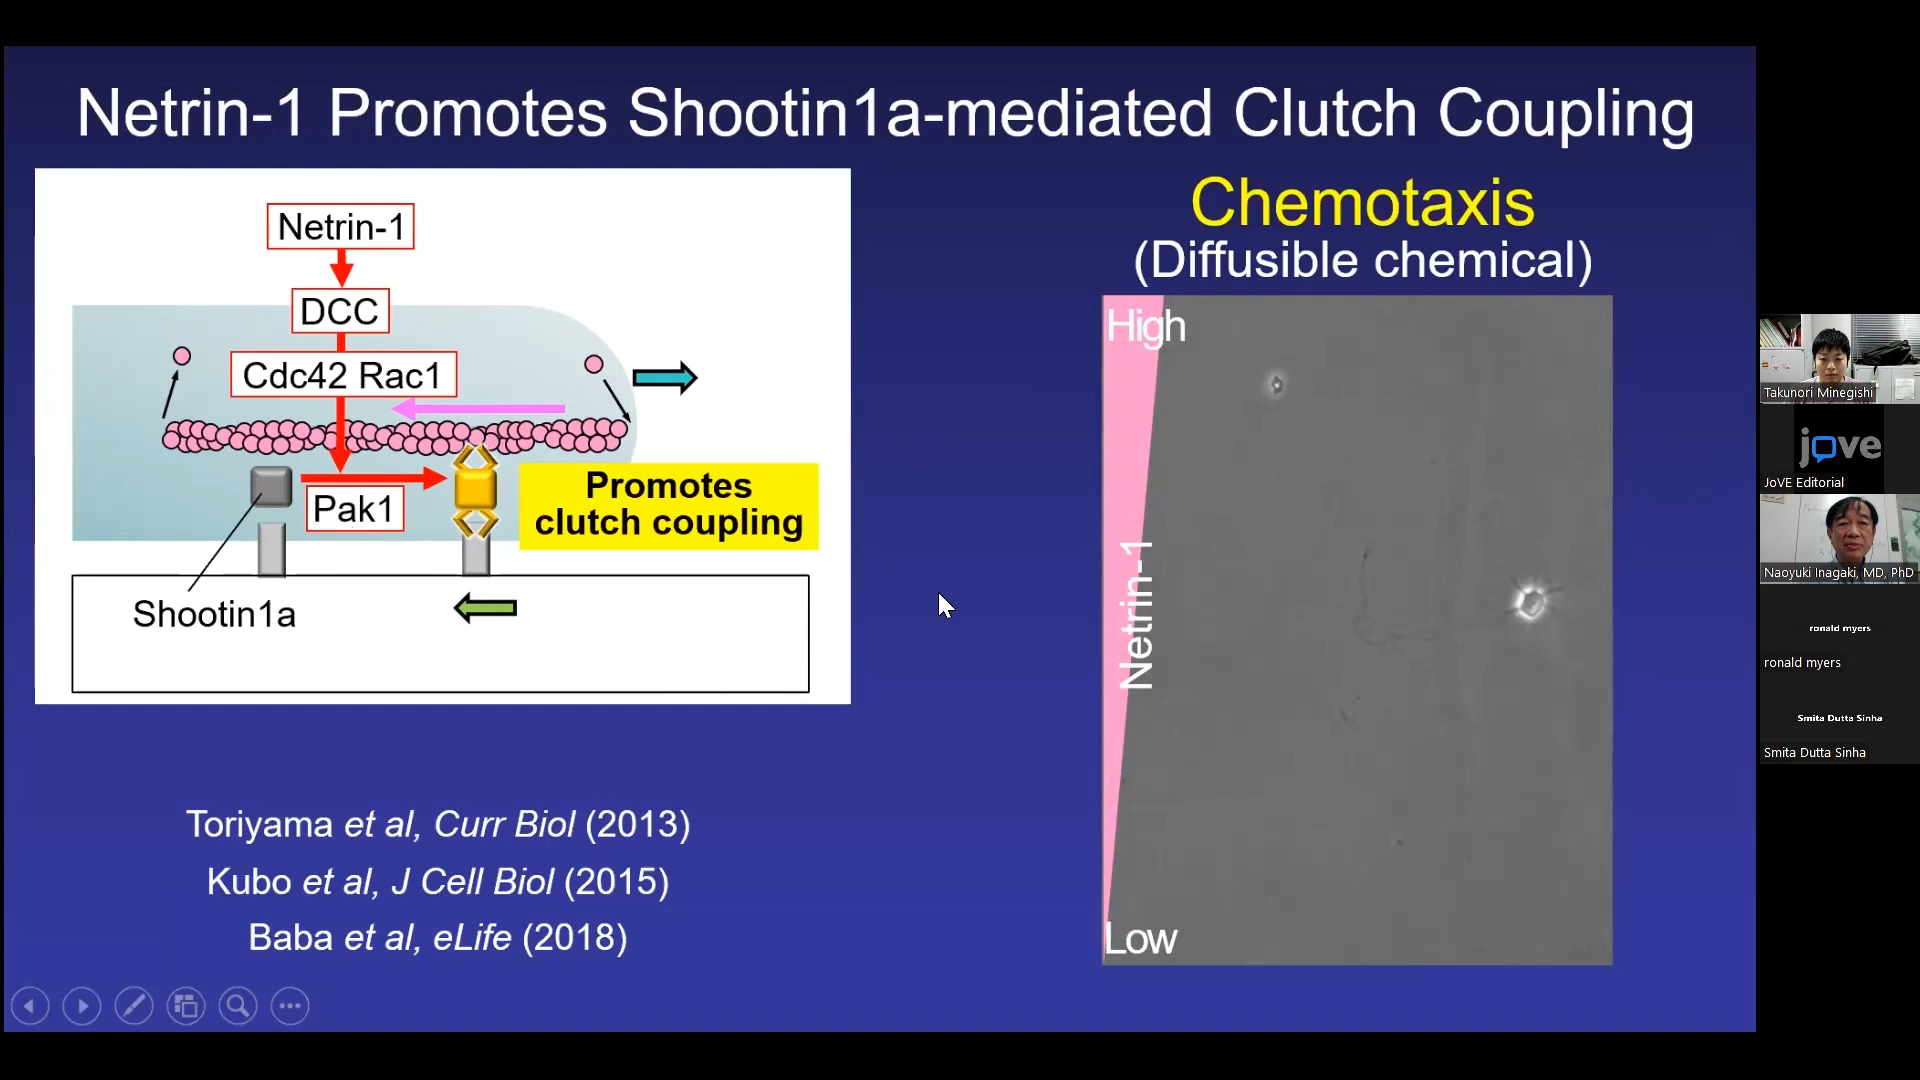 Netrin-1 Promotes Shootin1a-mediated Clutch Coupling
Netrin-1
DCC
Cdc42 Rac1
Pak1
Promotes
clutch coupling
Shootin1a
Toriyama et al, Curr Biol (2013)
Kubo et al, J Cell Biol (2015)
Baba et al, eLife (2018)
Chemotaxis
(Diffusible chemical)
High
Netrin-1
Low
Takunori Minegishi
jove
JoVE Editorial
Naoyuki Inagaki, MD, PhD
ronald myers
ronald myers
Smita Dutta Sinha
Smita Dutta Sinha